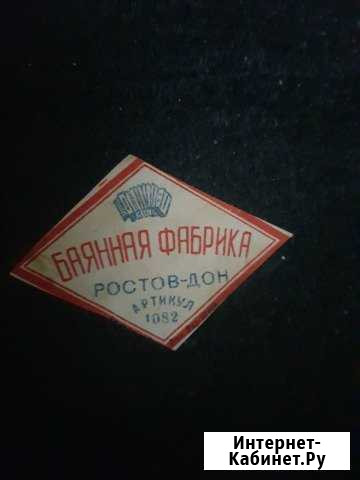 БАЯННАЯ ФАБРИКА
РОСТОВ-ДОН
АРТИКУЛ
1082
Интернет-
Кабинет.Ру